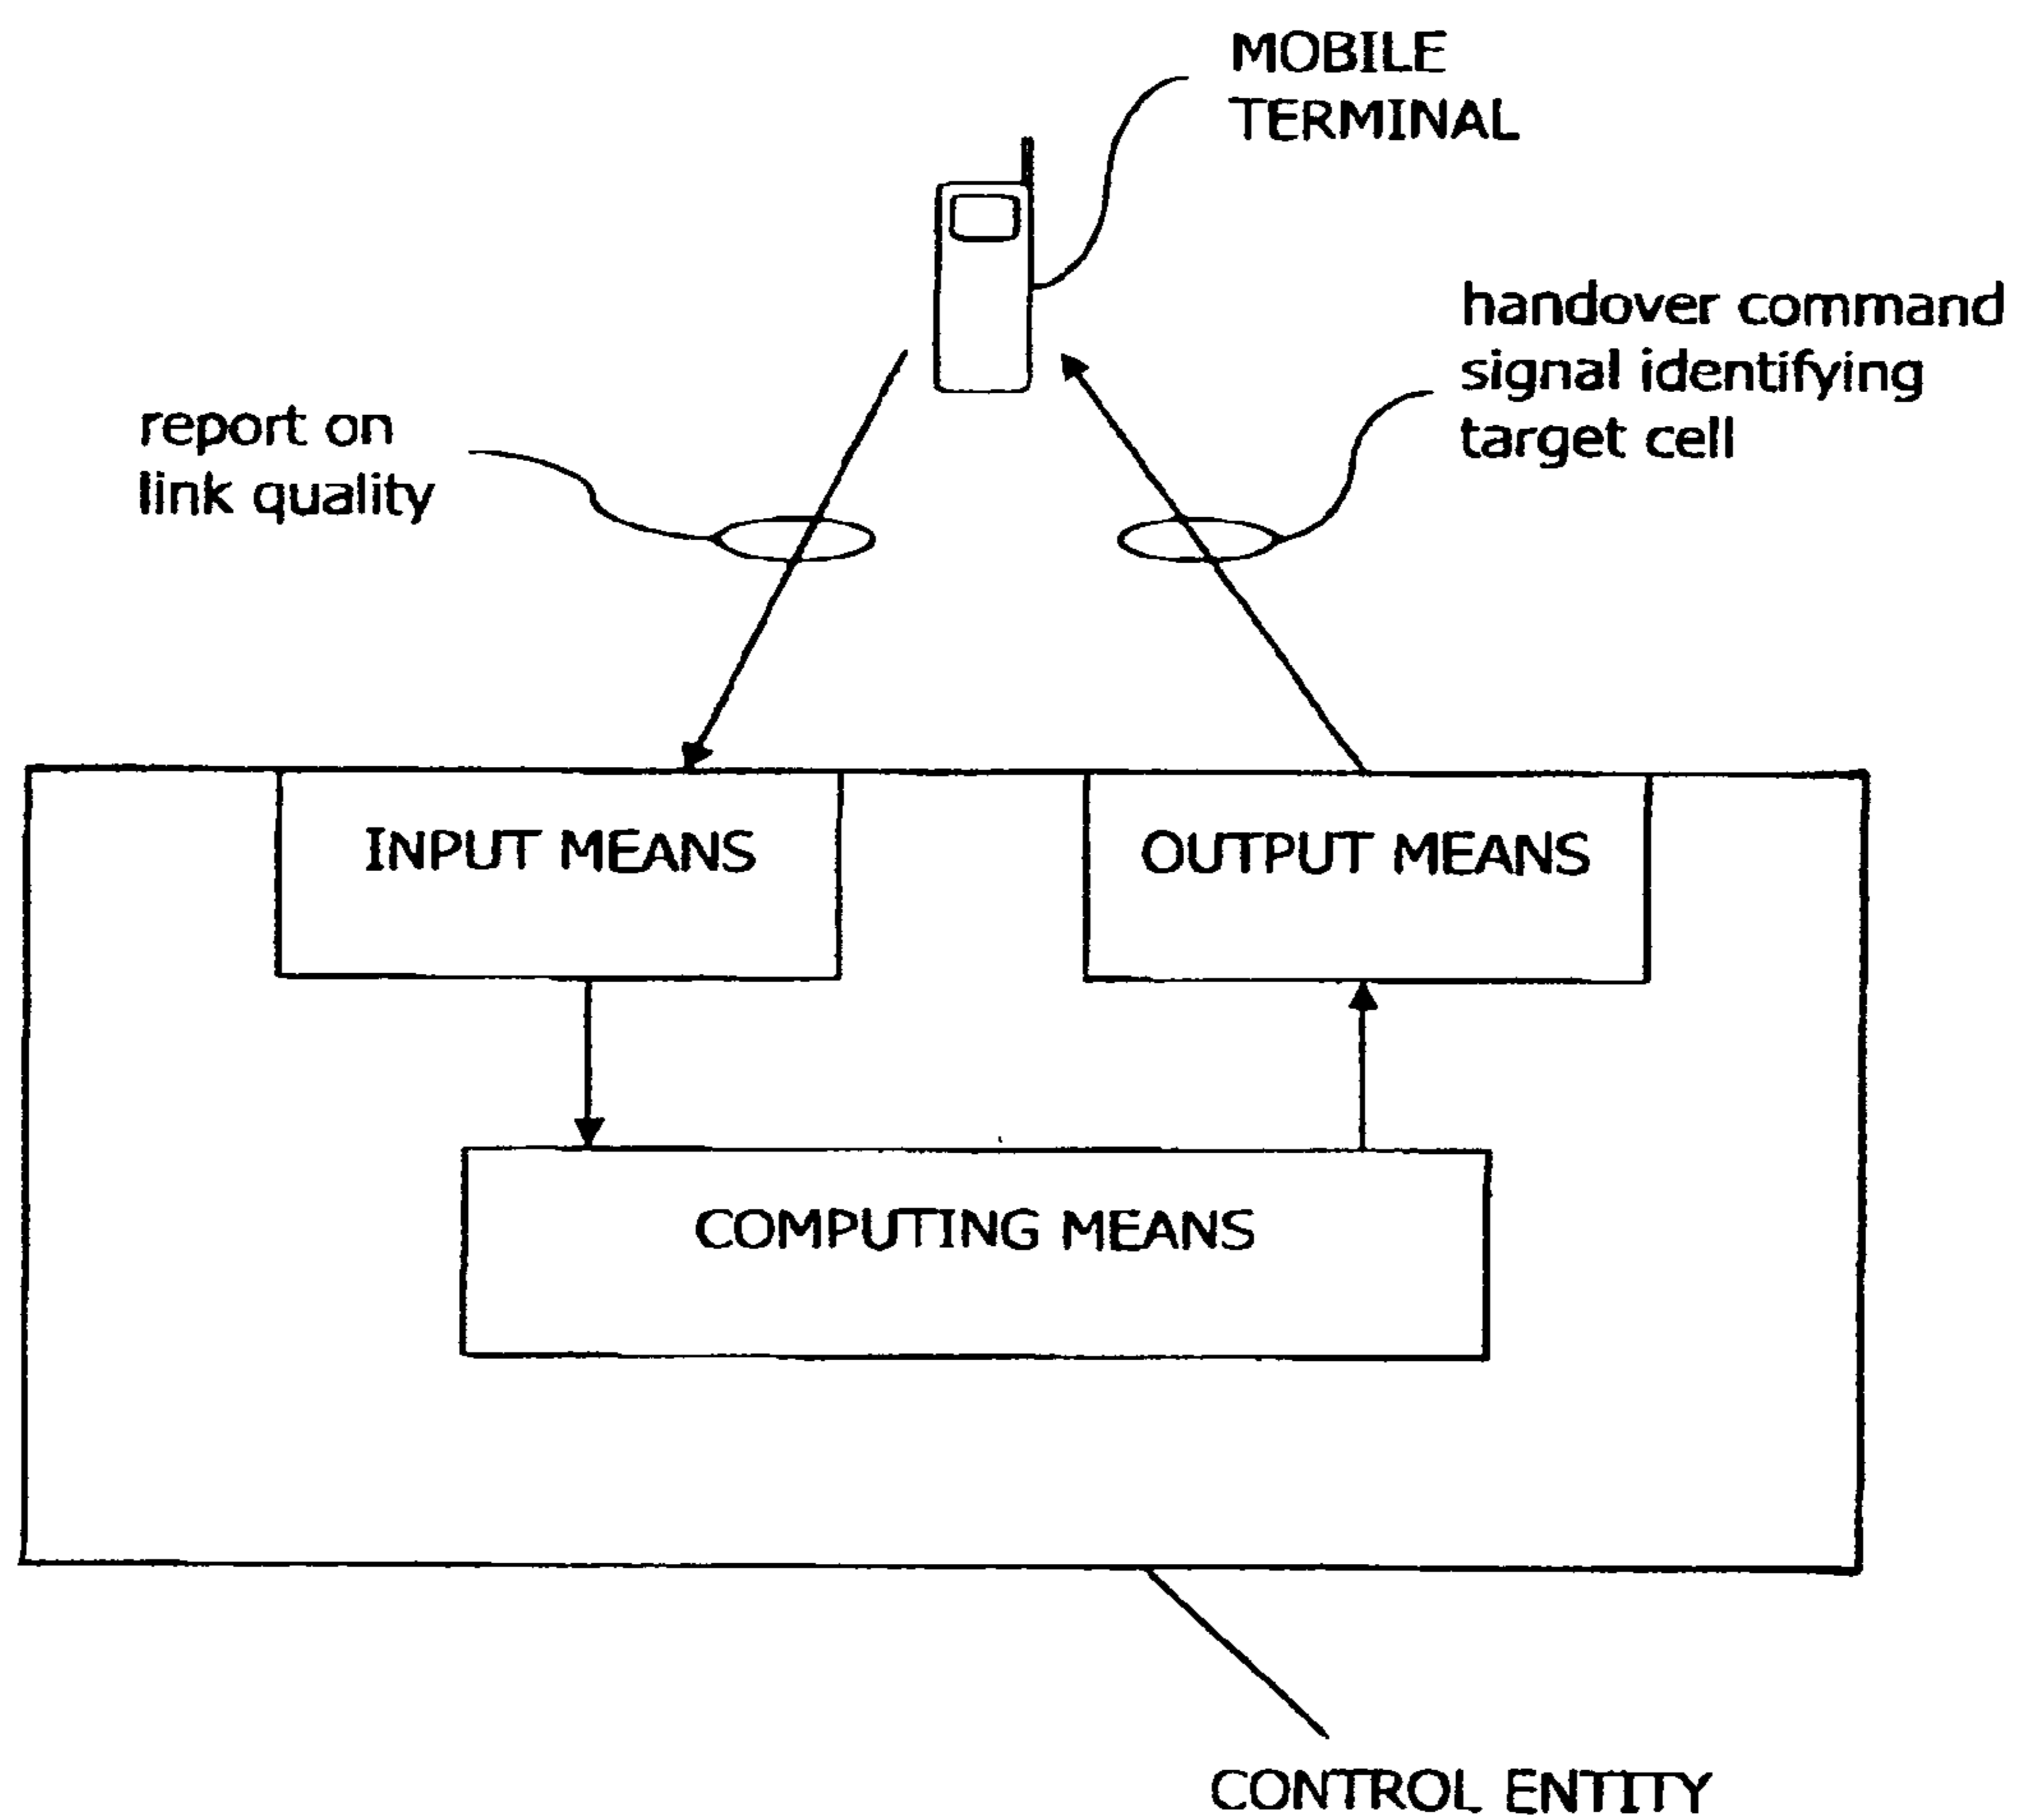 MOBILE
TERMINAL
handover command
signal identifying
target cell
report on
link quality
INPUT MEANS
OUTPUT MEANS
COMPUTING MEANS
CONTROL ENTITY